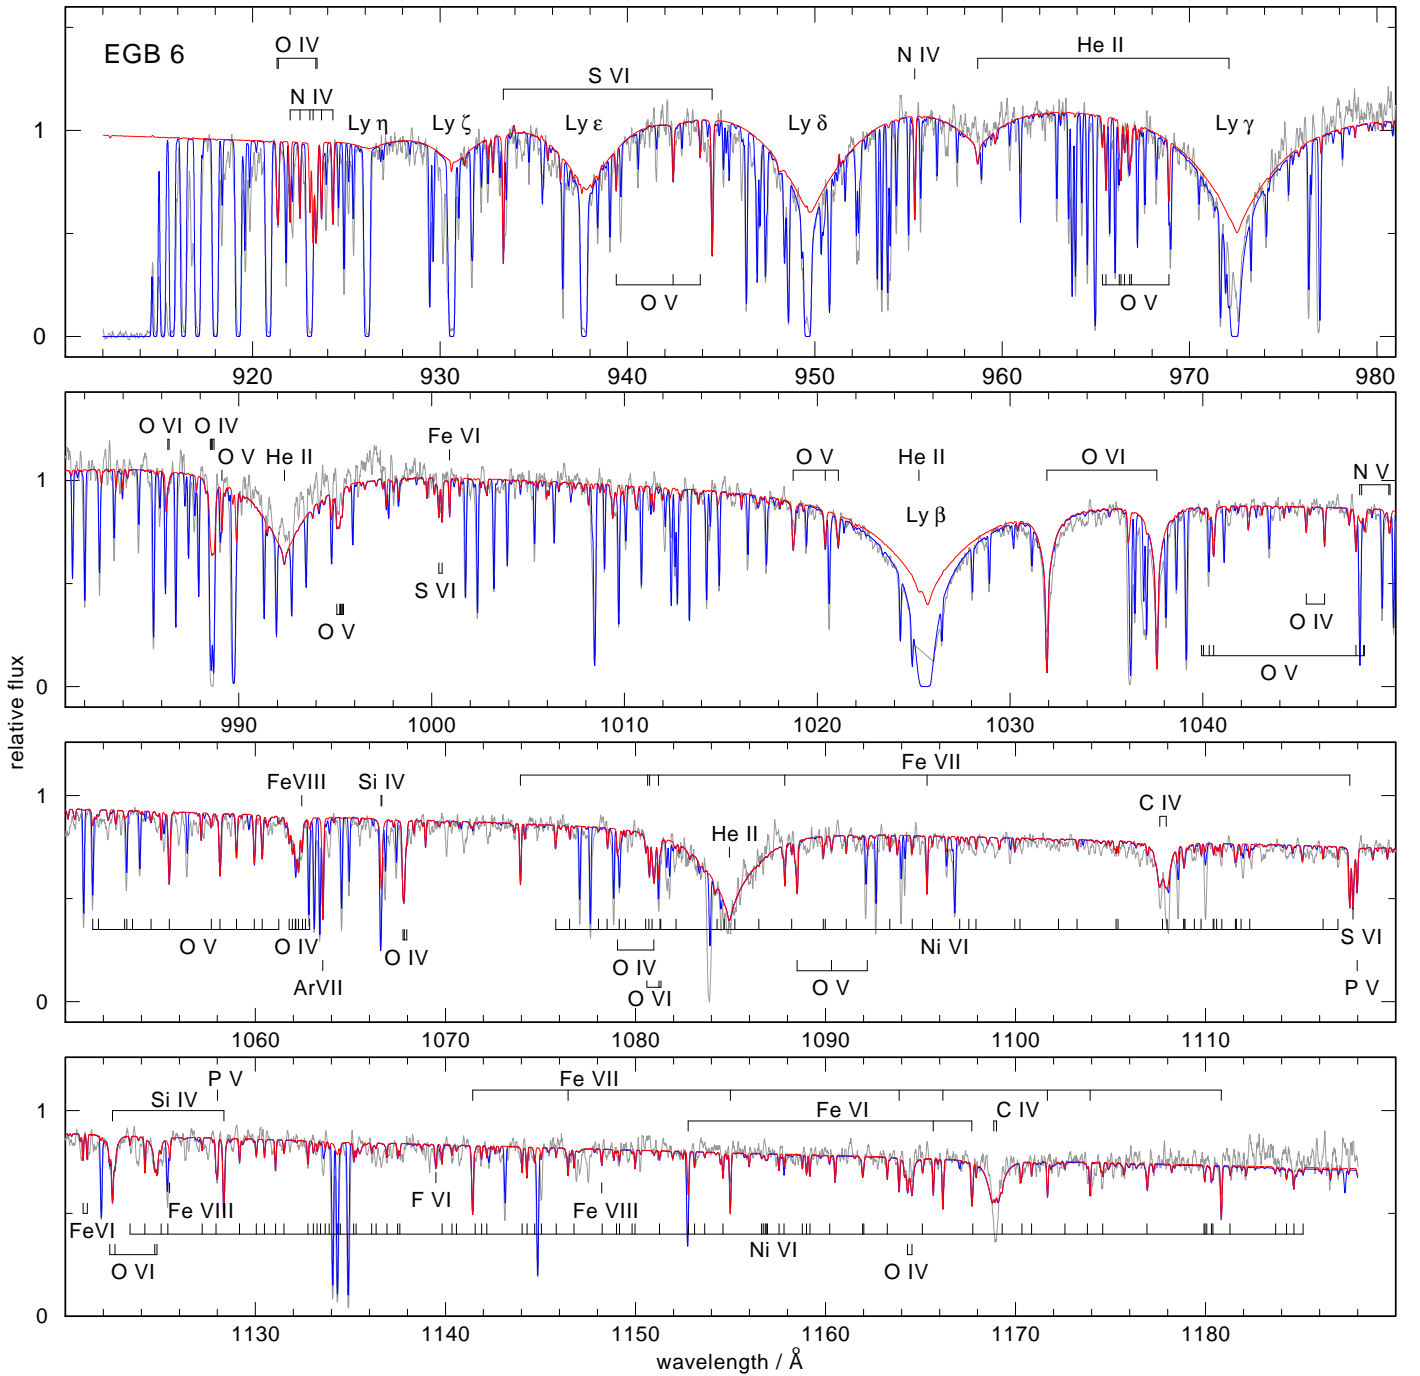 EGB 6
O IV
N IV
Ly η
Ly ζ
S VI
Ly ε
O V
Ly δ
N IV
He II
O V
Ly γ
1
0
920
930
940
950
960
970
980
O VI
O IV
O V
He II
Fe VI
S VI
O V
O V
He II
Ly β
O VI
N V
O IV
O V
1
0
990
1000
1010
1020
1030
1040
relative flux
FeVIII
Si IV
Fe VII
He II
C IV
O V
O IV
O IV
ArVII
O IV
O VI
O V
Ni VI
S VI
P V
1
0
1060
1070
1080
1090
1100
1110
P V
Si IV
Fe VII
Fe VI
C IV
FeVI
Fe VIII
O VI
F VI
Fe VIII
Ni VI
O IV
1
0
1130
1140
1150
1160
1170
1180
wavelength / Å